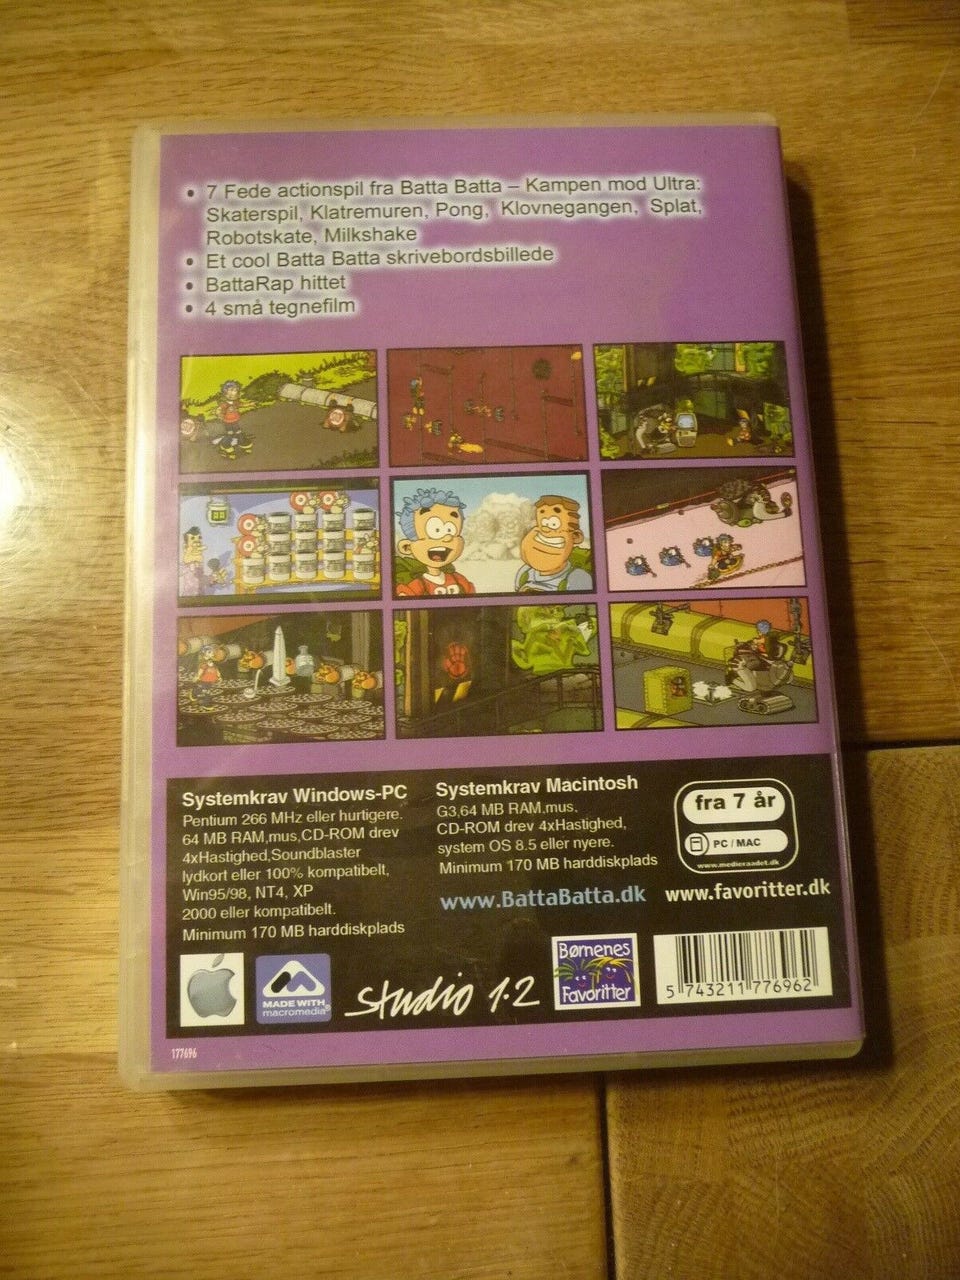 • 7 Fede actionspil fra Batta Batta – Kampen mod Ultra:
Skaterspil, Klatremuren, Pong, Klovnegangen, Splat,
Robotskate, Milkshake
• Et cool Batta Batta skrivebordsbillede
• BattaRap hittet
• 4 små tegnefilm
Systemkrav Windows-PC
Pentium 266 MHz eller hurtigere.
64 MB RAM,mus,CD-ROM drev
4xHastighed,Soundblaster
lydkort eller 100% kompatibelt,
Win95/98, NT4, XP
2000 eller kompatibelt.
Minimum 170 MB harddiskplads
Systemkrav Macintosh
G3,64 MB RAM,mus.
CD-ROM drev 4xHastighed,
system OS 8.5 eller nyere.
Minimum 170 MB harddiskplads
www.BattaBatta.dk
fra 7 år
PC / MAC
www.medieraadet.dk
www.favoritter.dk
MADE WITH
macromedia®
Studio 1·2
Børnenes
Favoritter
5 743211 776962
177696